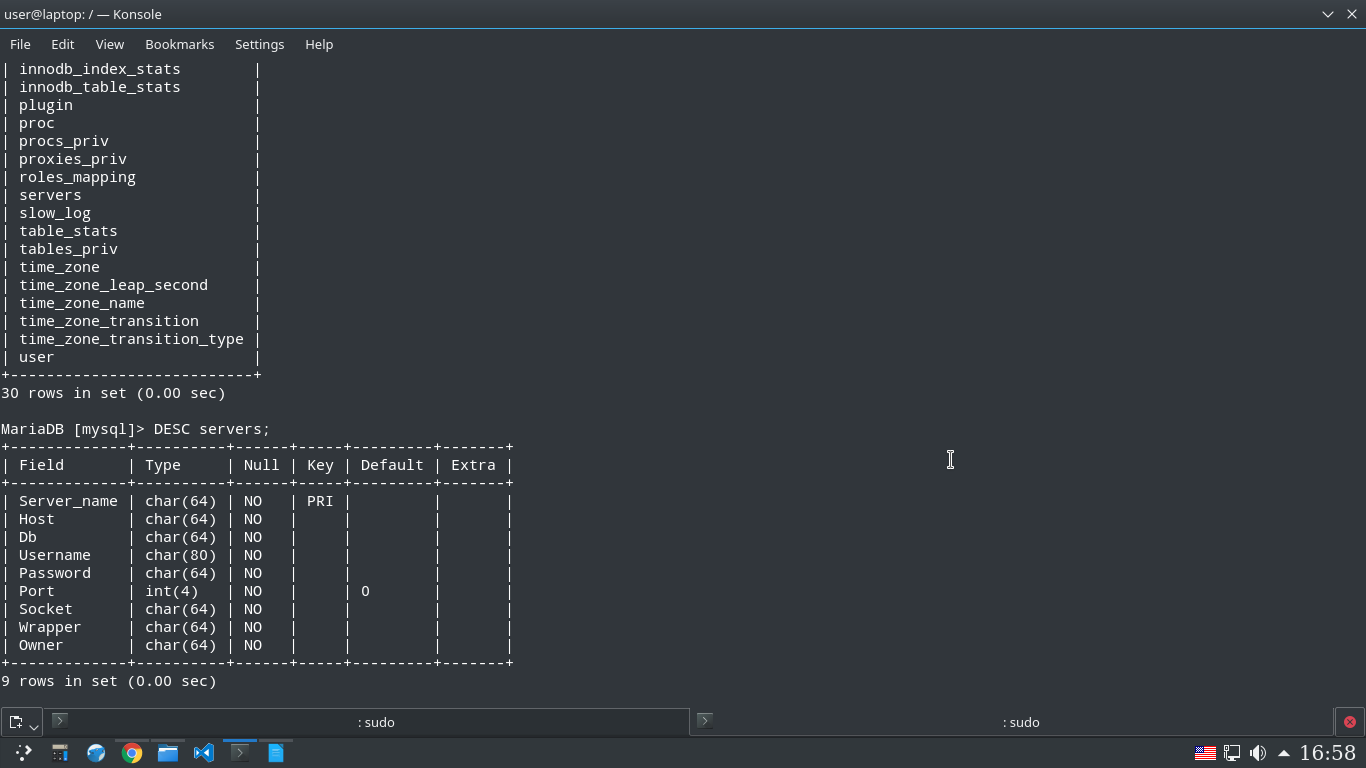 user@laptop: / — Konsole
File Edit View Bookmarks Settings Help
| innodb_index_stats        |
| innodb_table_stats        |
| plugin                    |
| proc                      |
| procs_priv                |
| proxies_priv              |
| roles_mapping             |
| servers                   |
| slow_log                  |
| table_stats               |
| tables_priv               |
| time_zone                 |
| time_zone_leap_second     |
| time_zone_name            |
| time_zone_transition      |
| time_zone_transition_type |
| user                      |
+---------------------------+
30 rows in set (0.00 sec)
MariaDB [mysql]> DESC servers;
+-------------+----------+------+-----+---------+-------+
| Field       | Type     | Null | Key | Default | Extra |
+-------------+----------+------+-----+---------+-------+
| Server_name | char(64) | NO   | PRI |         |       |
| Host        | char(64) | NO   |     |         |       |
| Db          | char(64) | NO   |     |         |       |
| Username    | char(80) | NO   |     |         |       |
| Password    | char(64) | NO   |     |         |       |
| Port        | int(4)   | NO   |     | 0       |       |
| Socket      | char(64) | NO   |     |         |       |
| Wrapper     | char(64) | NO   |     |         |       |
| Owner       | char(64) | NO   |     |         |       |
+-------------+----------+------+-----+---------+-------+
9 rows in set (0.00 sec)
: sudo : sudo
16:58